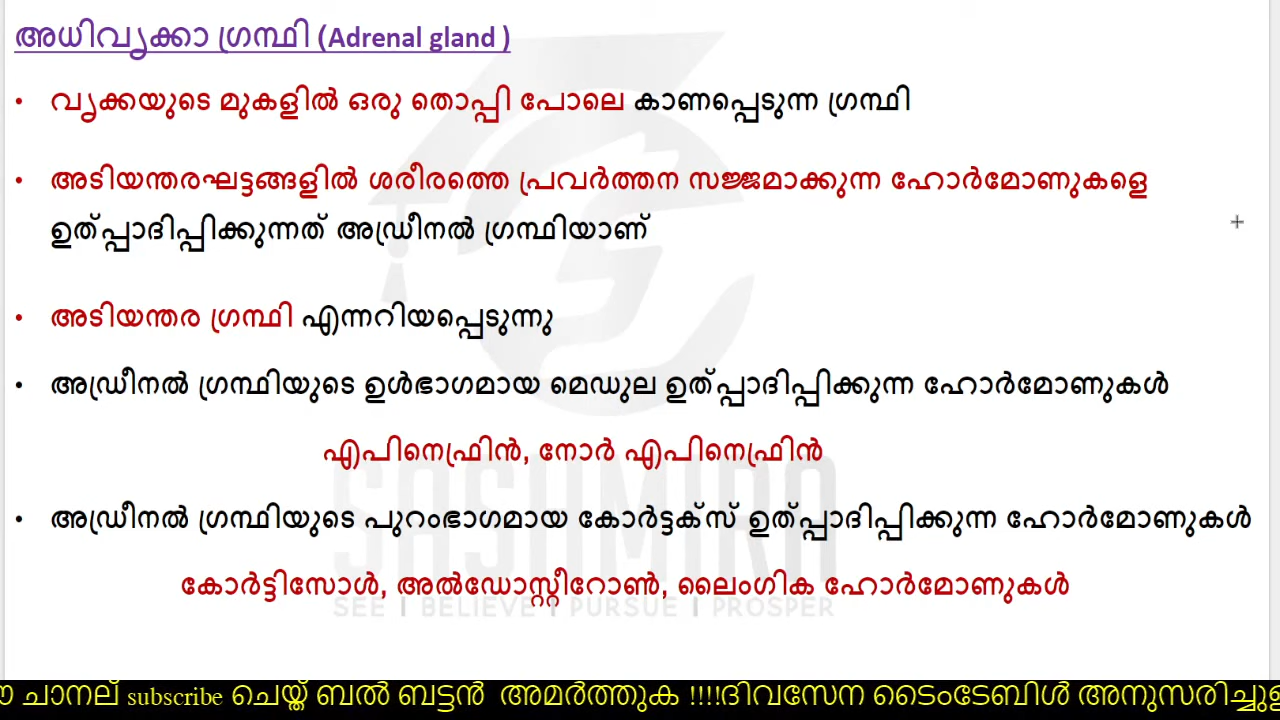 അധിവൃക്കാ ഗ്രന്ഥി (Adrenal gland )
• വൃക്കയുടെ മുകളിൽ ഒരു തൊപ്പി പോലെ കാണപ്പെടുന്ന ഗ്രന്ഥി
• അടിയന്തരഘട്ടങ്ങളിൽ ശരീരത്തെ പ്രവർത്തന സജ്ജമാക്കുന്ന ഹോർമോണുകളെ
ഉത്പ്പാദിപ്പിക്കുന്നത് അഡ്രീനൽ ഗ്രന്ഥിയാണ്
• അടിയന്തര ഗ്രന്ഥി എന്നറിയപ്പെടുന്നു
• അഡ്രീനൽ ഗ്രന്ഥിയുടെ ഉൾഭാഗമായ മെഡുല ഉത്പ്പാദിപ്പിക്കുന്ന ഹോർമോണുകൾ
എപിനെഫ്രിൻ, നോർ എപിനെഫ്രിൻ
• അഡ്രീനൽ ഗ്രന്ഥിയുടെ പുറംഭാഗമായ കോർട്ടക്സ് ഉത്പ്പാദിപ്പിക്കുന്ന ഹോർമോണുകൾ
കോർട്ടിസോൾ, അൽഡോസ്റ്റീറോൺ, ലൈംഗിക ഹോർമോണുകൾ
SASHMIRA
SEE I BELIEVE I PURSUE I PROSPER
ചാനല് subscribe ചെയ്ത് ബൽ ബട്ടൻ അമർത്തുക !!!!ദിവസേന ടൈംടേബിൾ